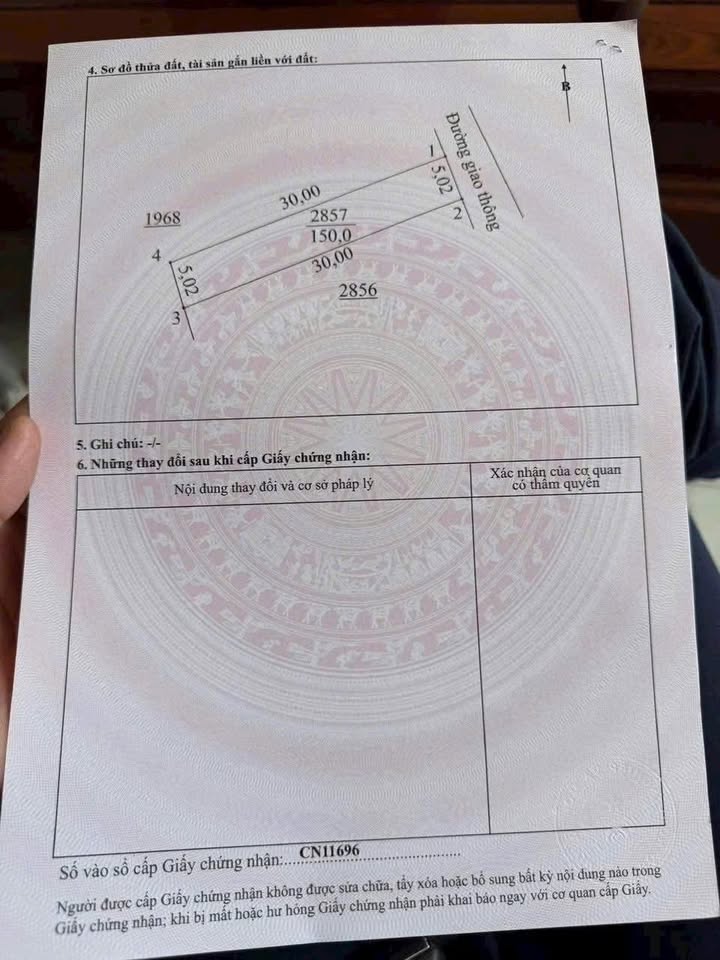 4. Sơ đồ thửa đất, tài sản gắn liền với đất:
B
Đường giao thông
1
5,02
2
30,00
1968
2857
150,0
4
30,00
5,02
2856
3
5. Ghi chú: -/-
6. Những thay đổi sau khi cấp Giấy chứng nhận:
Nội dung thay đổi và cơ sở pháp lý
Xác nhận của cơ quan
có thẩm quyền
Số vào sổ cấp Giấy chứng nhận:....CN11696..............................
Người được cấp Giấy chứng nhận không được sửa chữa, tẩy xóa hoặc bổ sung bất kỳ nội dung nào trong
Giấy chứng nhận; khi bị mất hoặc hư hỏng Giấy chứng nhận phải khai báo ngay với cơ quan cấp Giấy.